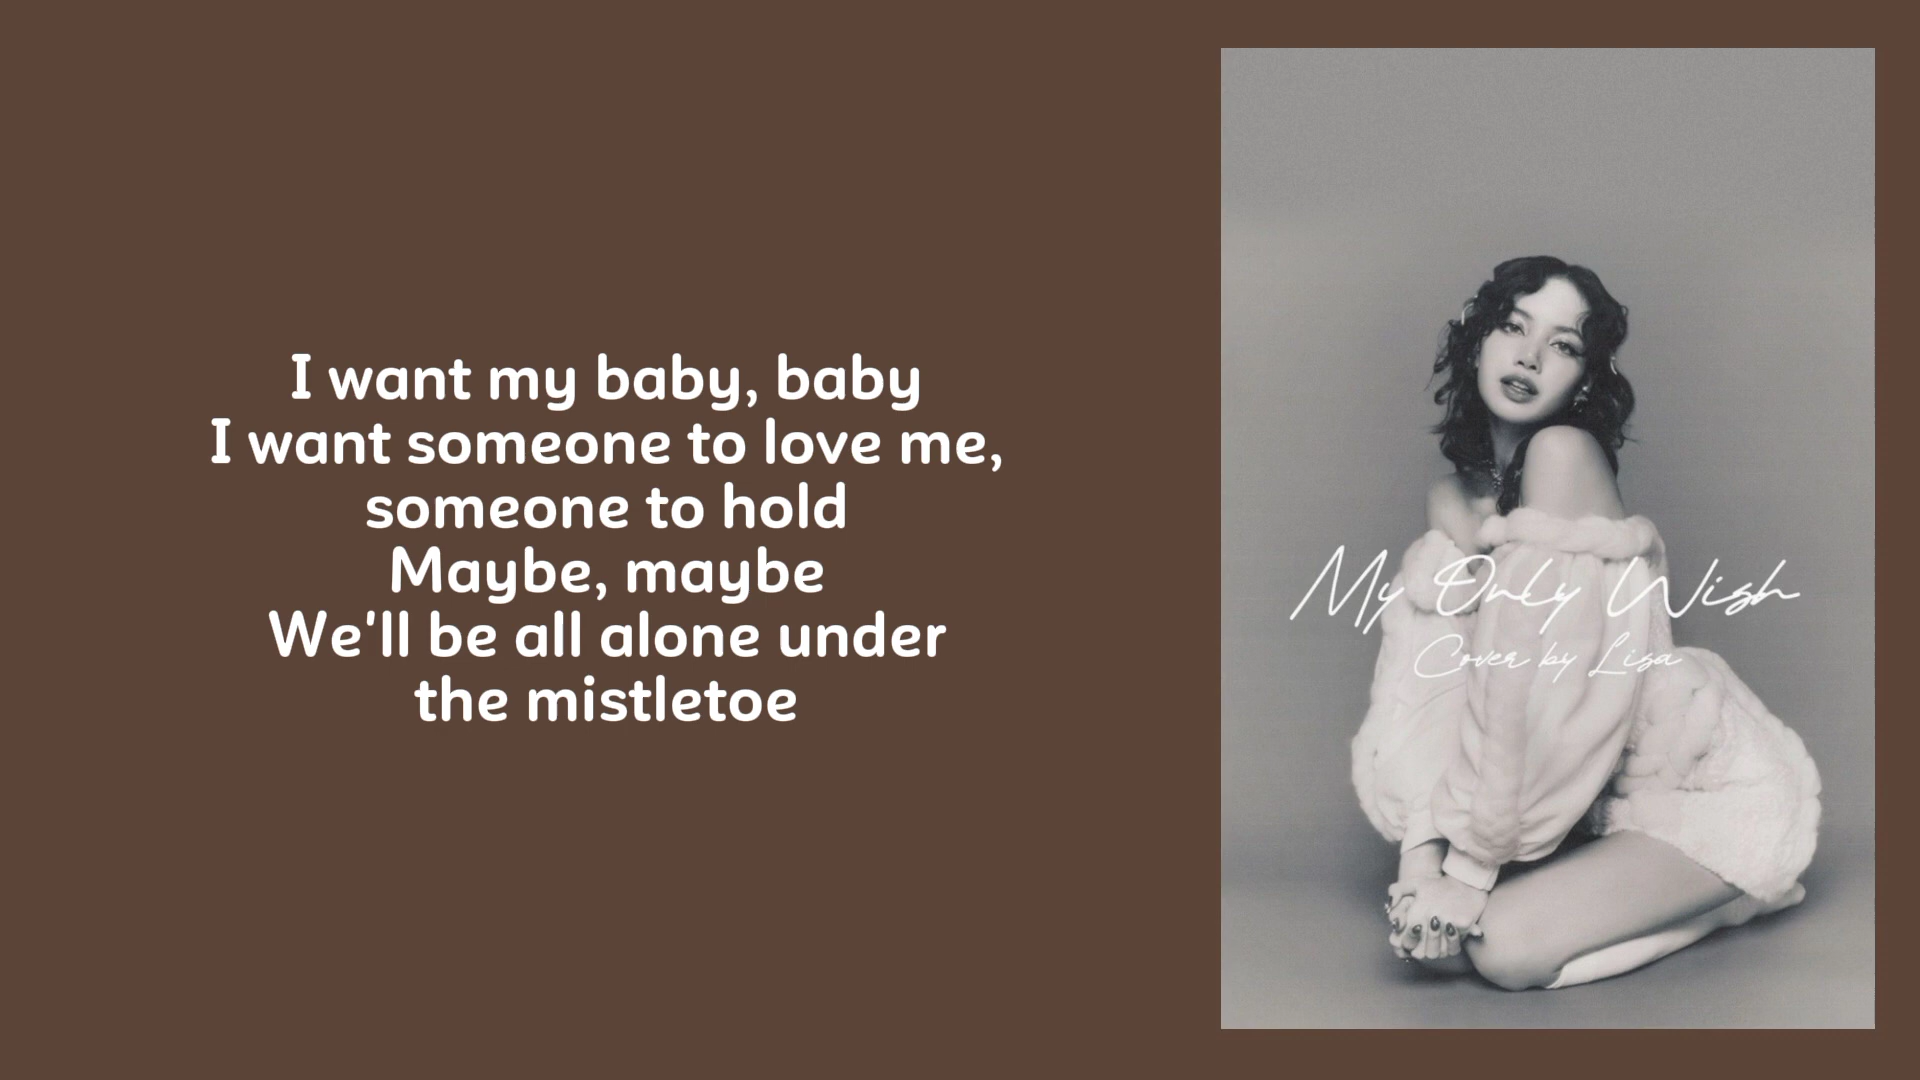 I want my baby, baby
I want someone to love me,
someone to hold
Maybe, maybe
We'll be all alone under
the mistletoe
My Only Wish
Cover by Lisa